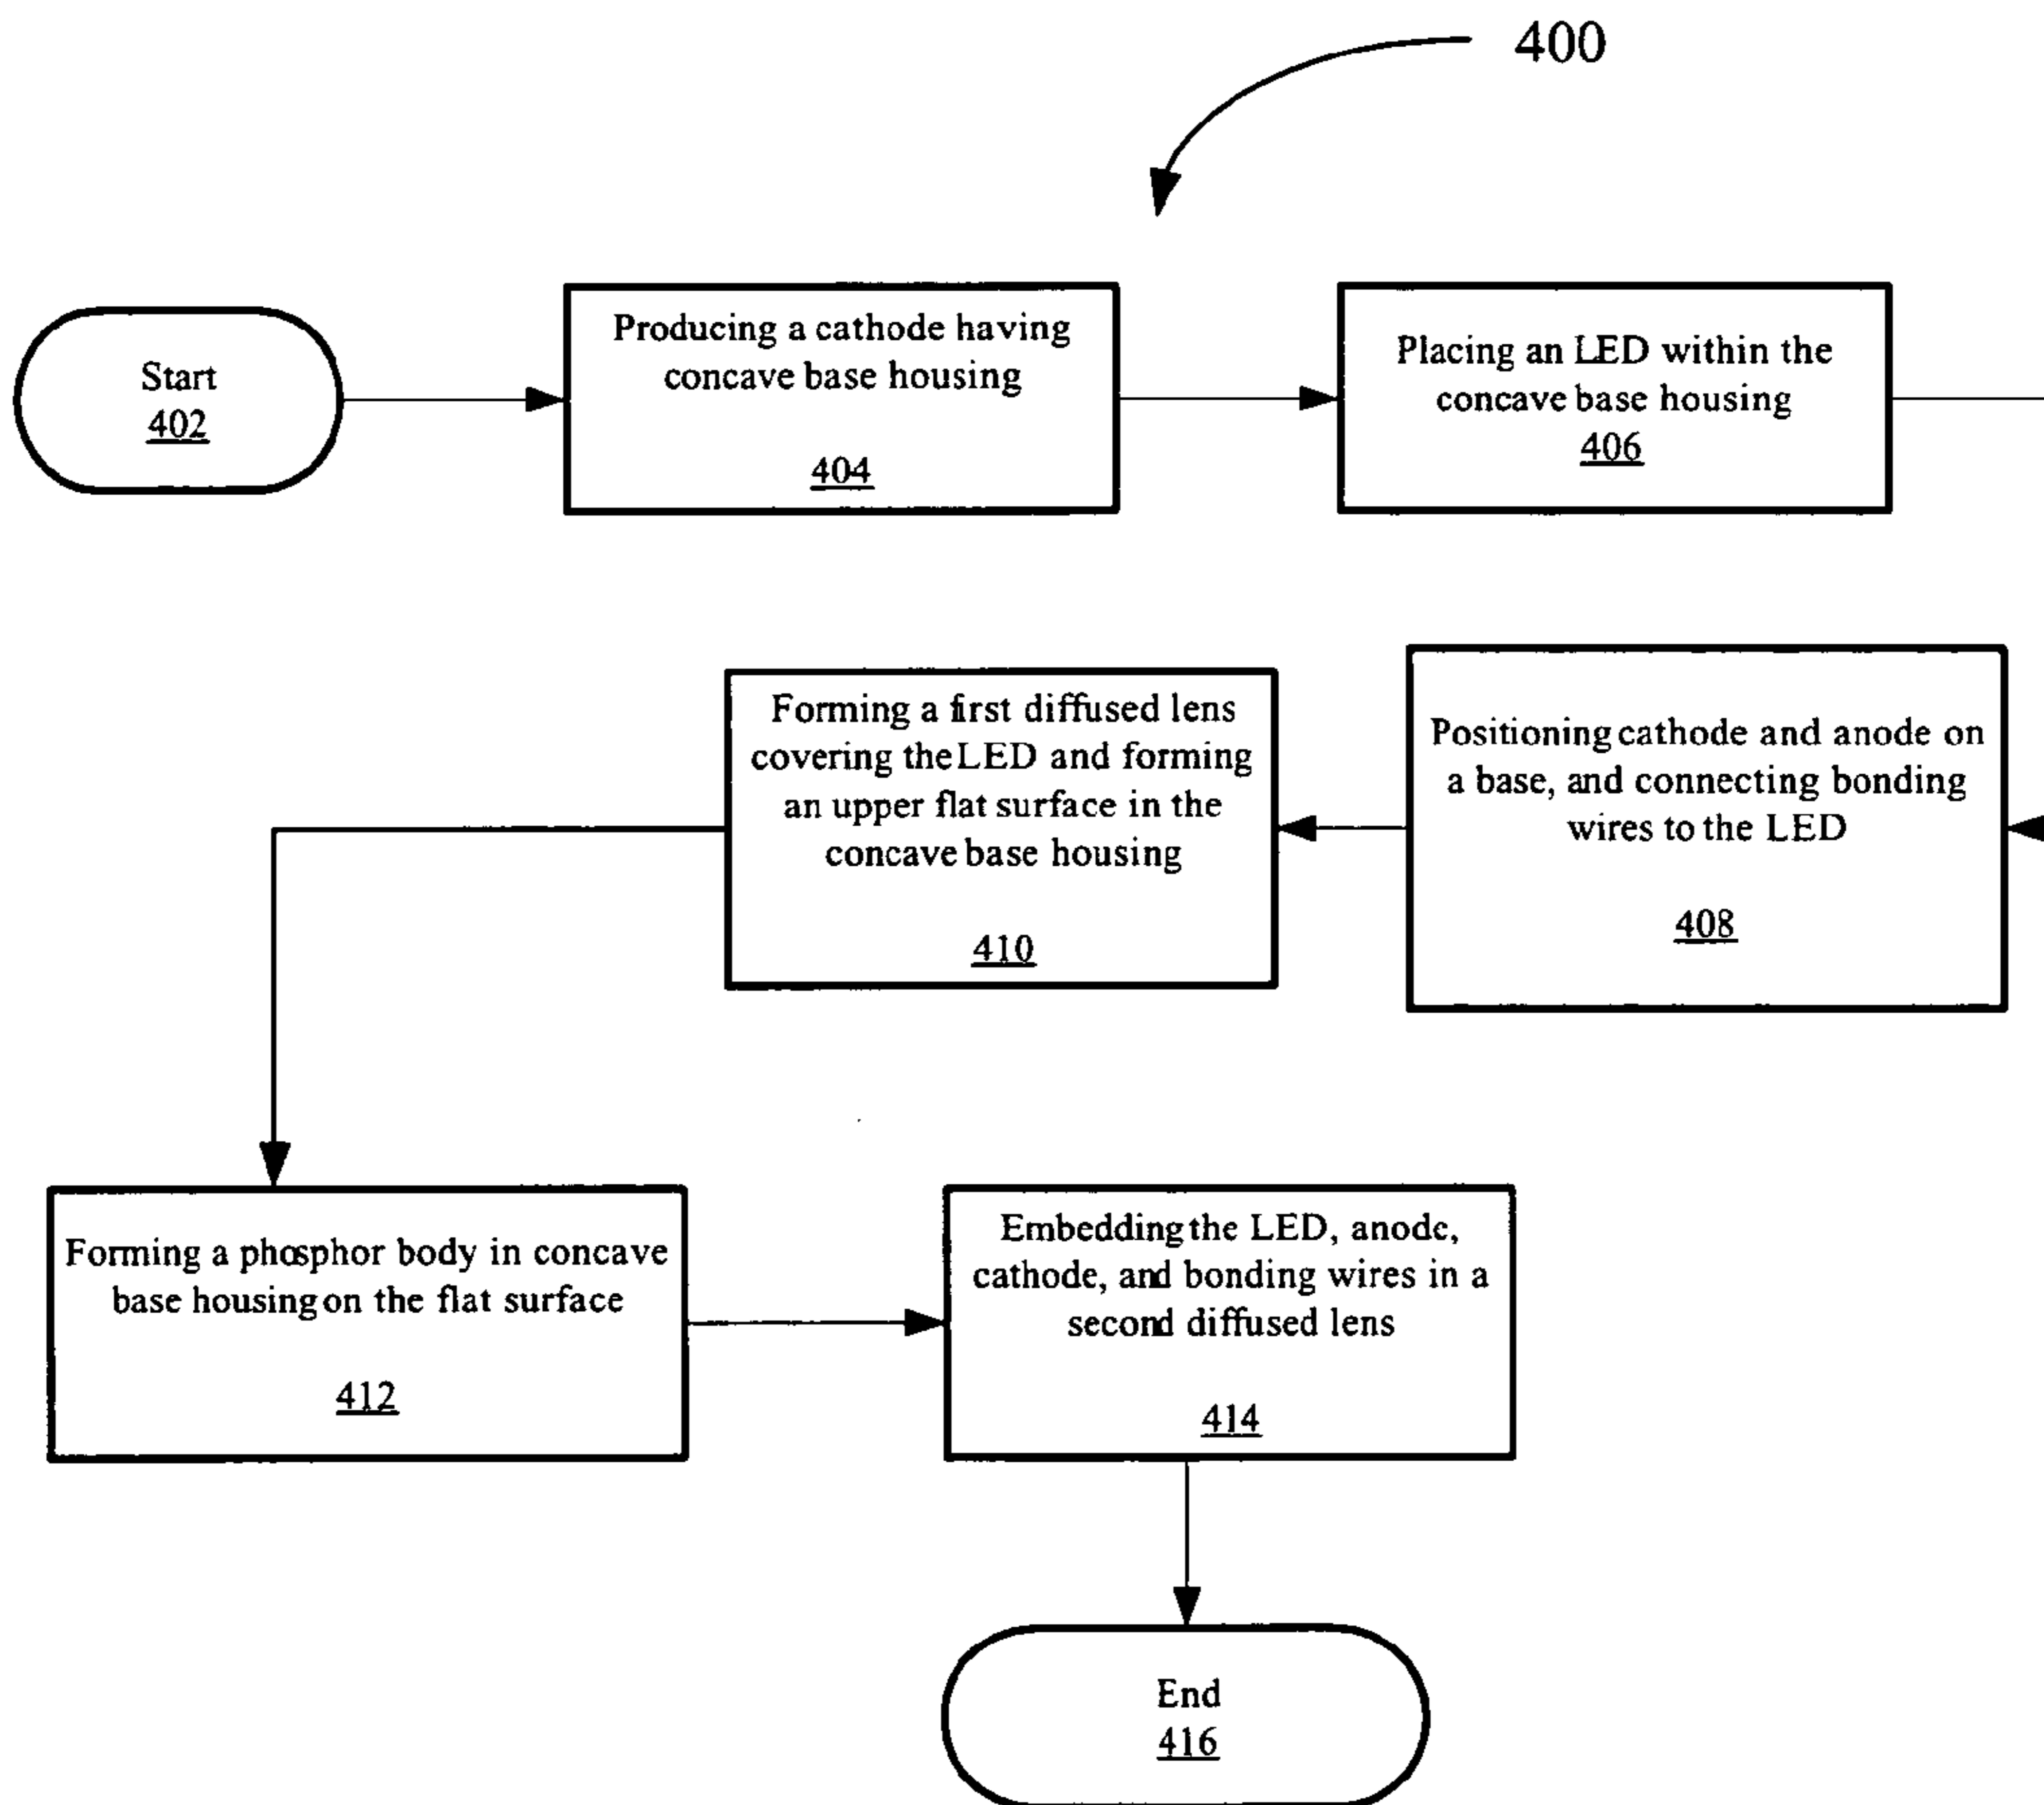 400
Start
402
Producing a cathode having
concave base housing
404
Placing an LED within the
concave base housing
406
Positioning cathode and anode on
a base, and connecting bonding
wires to the LED
408
Forming a first diffused lens
covering the LED and forming
an upper flat surface in the
concave base housing
410
Forming a phosphor body in concave
base housing on the flat surface
412
Embedding the LED, anode,
cathode, and bonding wires in a
second diffused lens
414
End
416